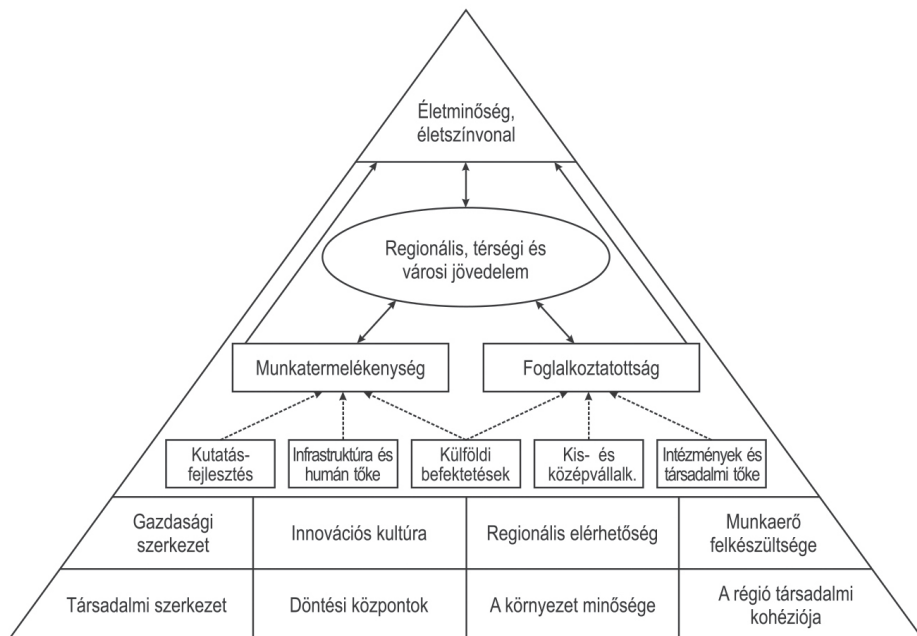 Életminőség,
életszínvonal
Regionális, térségi és
városi jövedelem
Munkatermelékenység
Foglalkoztatottság
Kutatás-
fejlesztés
Infrastruktúra és
humán tőke
Külföldi
befektetések
Kis- és
középvállalk.
Intézmények és
társadalmi tőke
Gazdasági
szerkezet
Innovációs kultúra
Regionális elérhetőség
Munkaerő
felkészültsége
Társadalmi szerkezet
Döntési központok
A környezet minősége
A régió társadalmi
kohéziója